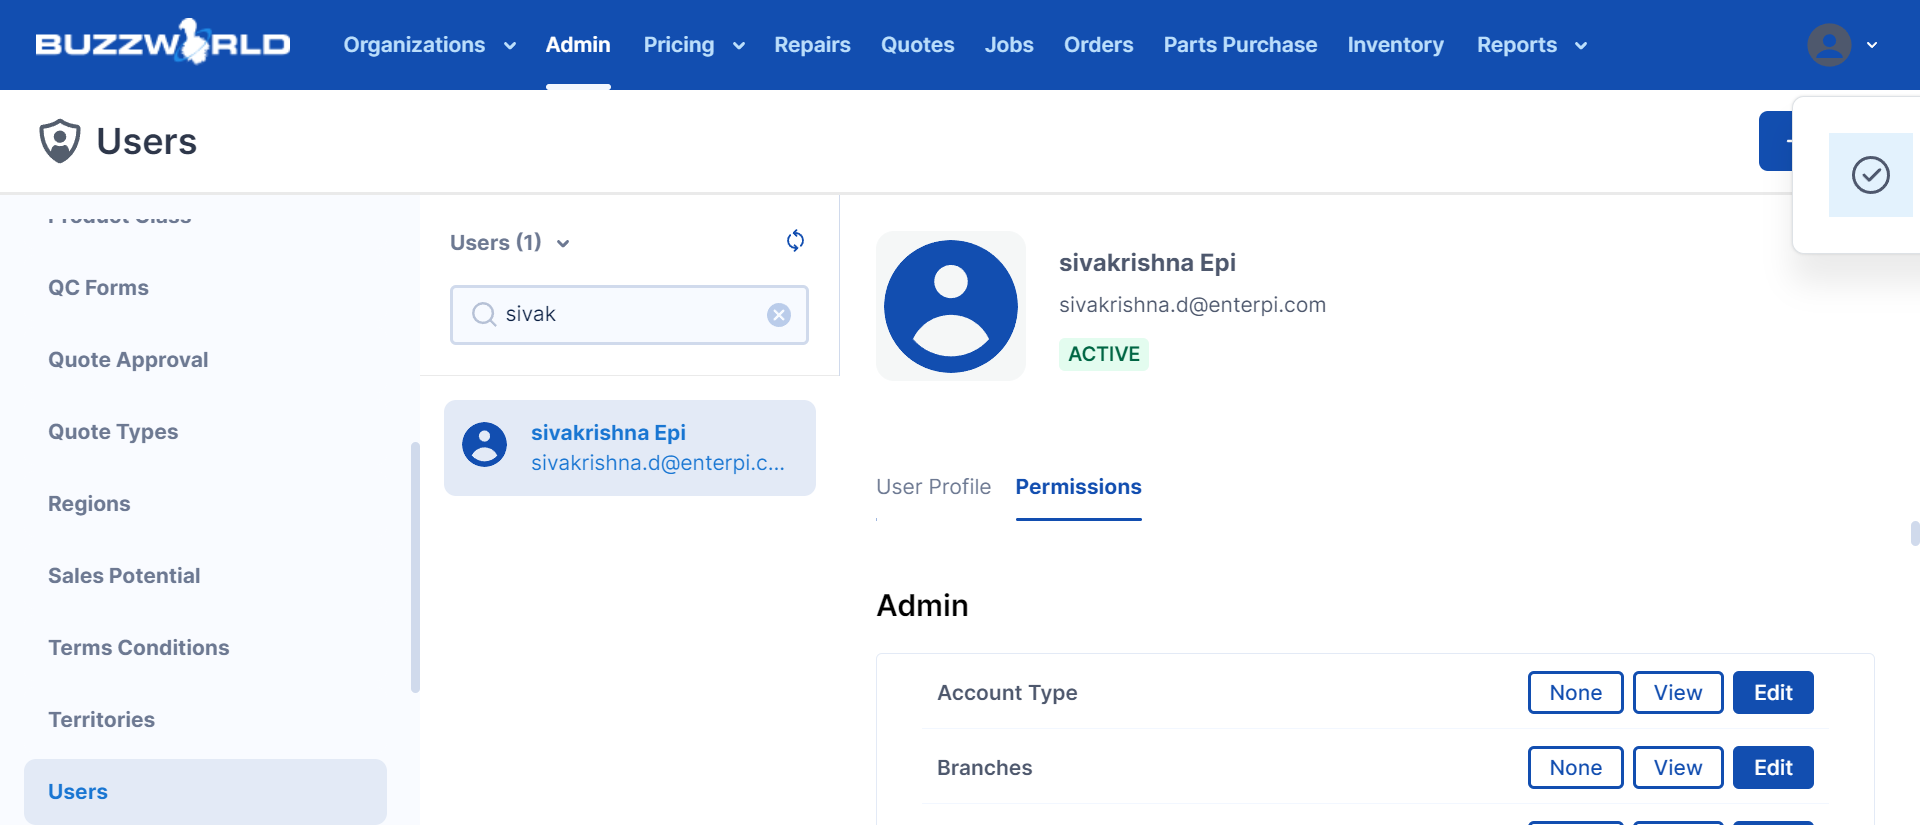 BUZZWORLD
Organizations
Admin
Pricing
Repairs
Quotes
Jobs
Orders
Parts Purchase
Inventory
Reports
Users
Product Class
QC Forms
Quote Approval
Quote Types
Regions
Sales Potential
Terms Conditions
Territories
Users
Users (1)
sivak
sivakrishna Epi
sivakrishna.d@enterpi.c...
sivakrishna Epi
sivakrishna.d@enterpi.com
ACTIVE
User Profile
Permissions
Admin
Account Type
None
View
Edit
Branches
None
View
Edit